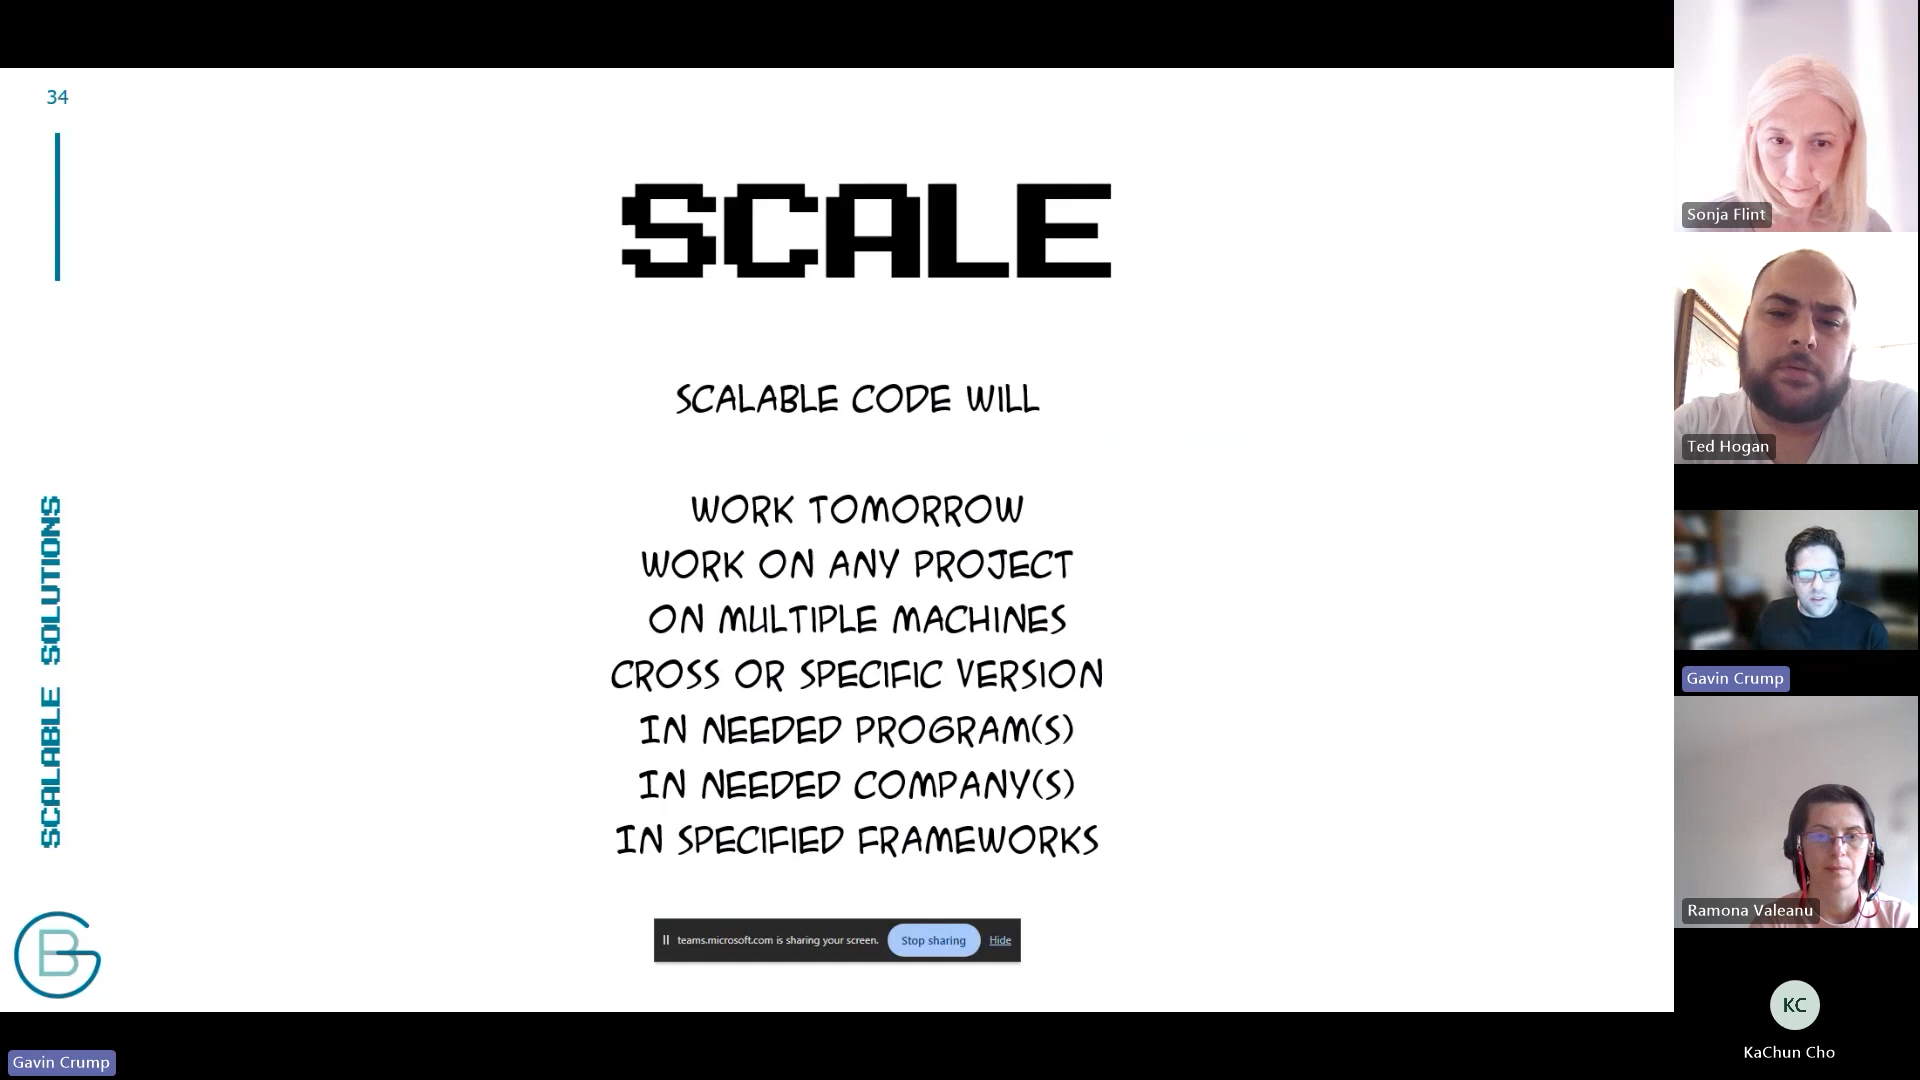 34
SCALE
SCALABLE CODE WILL
WORK TOMORROW
WORK ON ANY PROJECT
ON MULTIPLE MACHINES
CROSS OR SPECIFIC VERSION
IN NEEDED PROGRAM(S)
IN NEEDED COMPANY(S)
IN SPECIFIED FRAMEWORKS
SCALABLE SOLUTIONS
BG
teams.microsoft.com is sharing your screen. Stop sharing Hide
Gavin Crump
Sonja Flint
Ted Hogan
Gavin Crump
Ramona Valeanu
KC
KaChun Cho